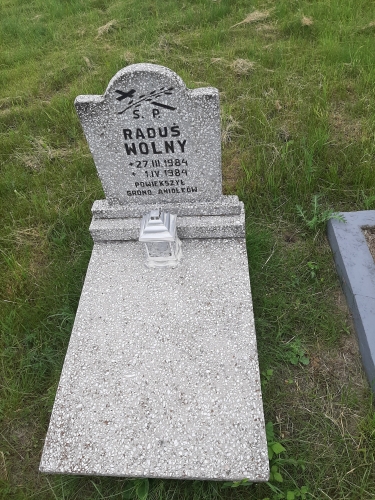 Ś. P.
RADUŚ
WOLNY
* 27.III.1984
+ 1.IV.1984
POWIĘKSZYŁ
GRONO ANIOŁKÓW